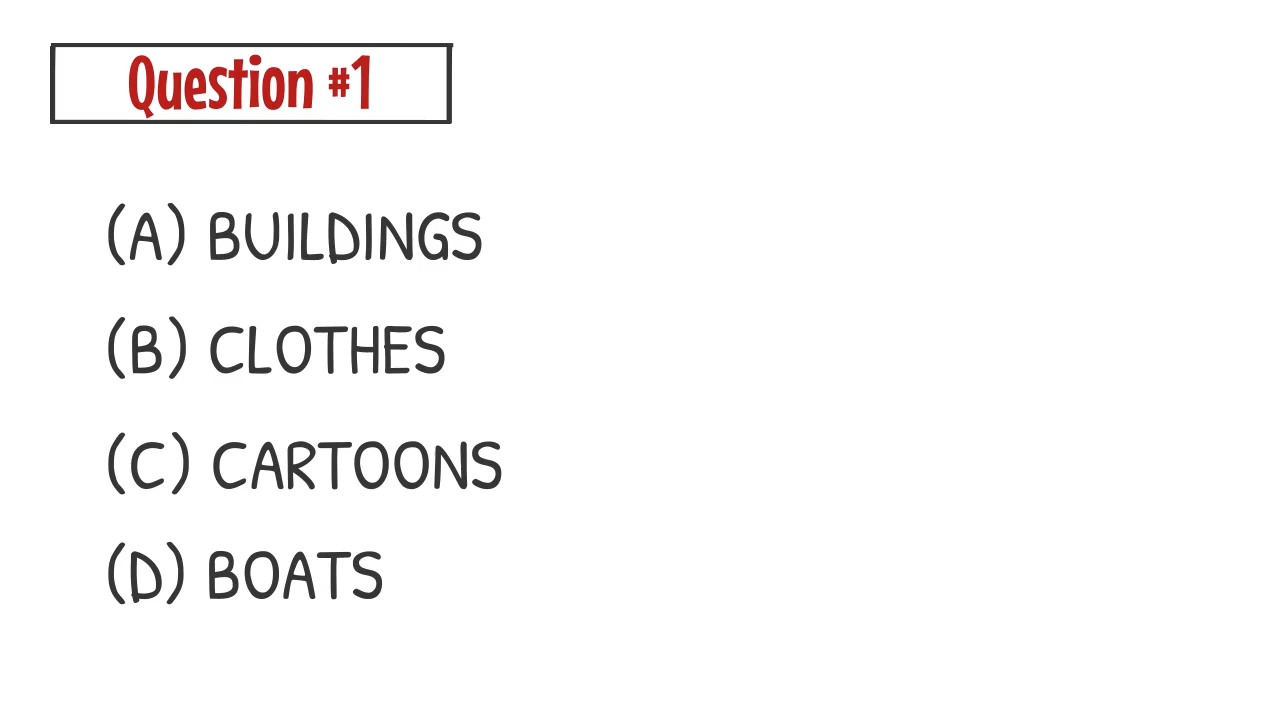 Question #1
(A) BUILDINGS
(B) CLOTHES
(C) CARTOONS
(D) BOATS